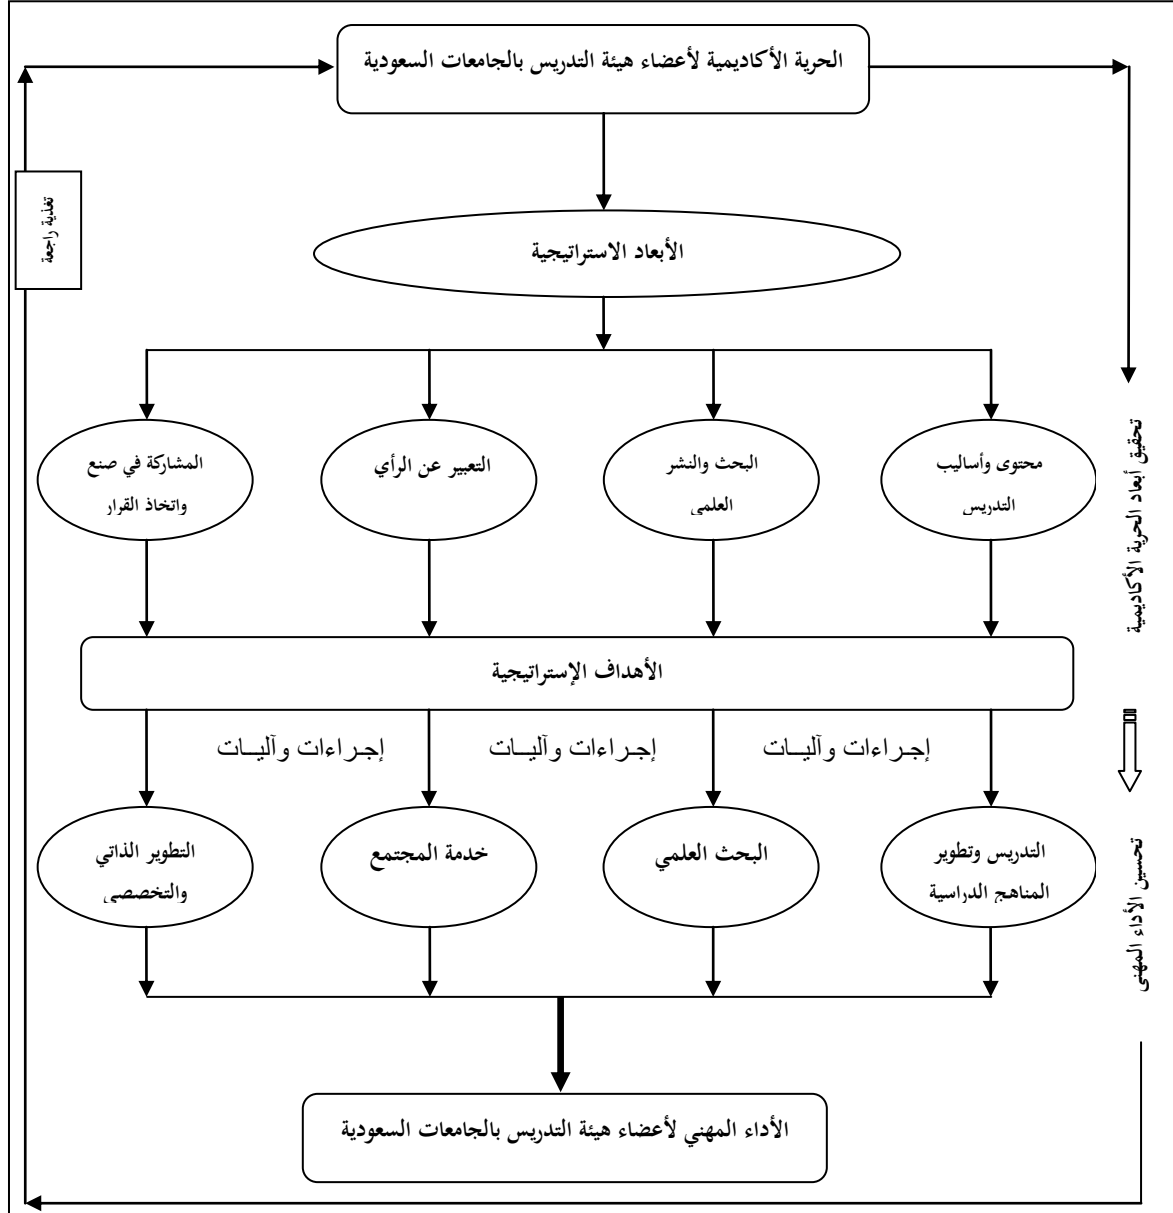 الحرية الأكاديمية لأعضاء هيئة التدريس بالجامعات السعودية
تغذية راجعة
الأبعاد الاستراتيجية
محتوى وأساليب
التدريس
البحث والنشر
العلمي
التعبير عن الرأي
المشاركة في صنع
واتخاذ القرار
تحقيق أبعاد الحرية الأكاديمية
الأهداف الإستراتيجية
إجراءات وآليات
إجراءات وآليات
إجراءات وآليات
التدريس وتطوير
المناهج الدراسية
البحث العلمي
خدمة المجتمع
التطوير الذاتي
والتخصصي
تحسين الأداء المهني
الأداء المهني لأعضاء هيئة التدريس بالجامعات السعودية